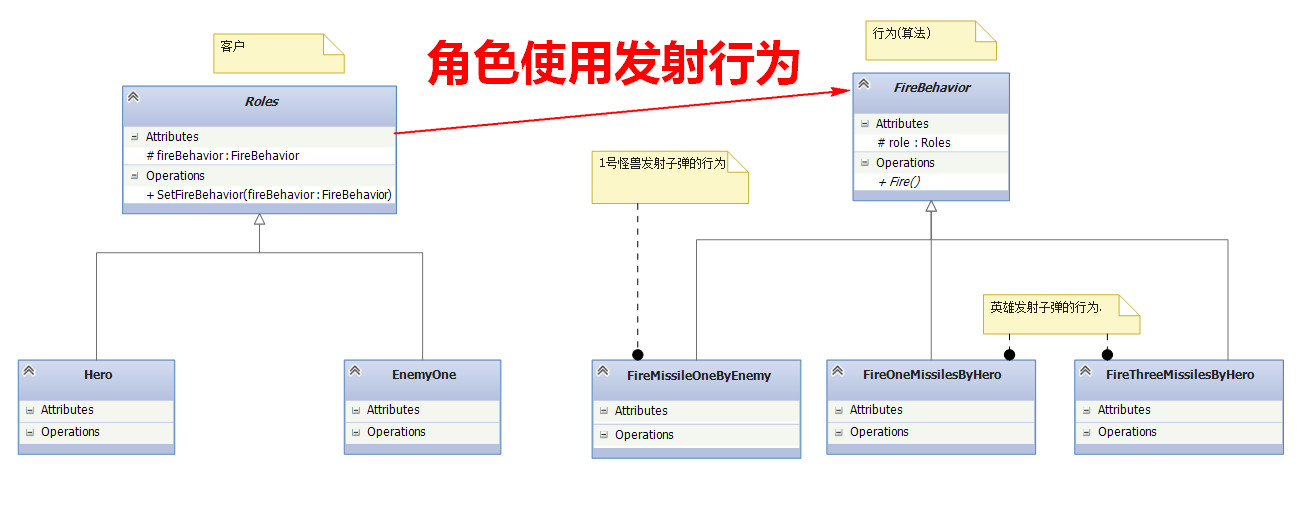 客户
角色使用发射行为
行为(算法)
Roles
Attributes
# fireBehavior : FireBehavior
Operations
+ SetFireBehavior(fireBehavior : FireBehavior)
FireBehavior
Attributes
# role : Roles
Operations
+ Fire()
1号怪兽发射子弹的行为
英雄发射子弹的行为.
Hero
Attributes
Operations
EnemyOne
Attributes
Operations
FireMissileOneByEnemy
Attributes
Operations
FireOneMissilesByHero
Attributes
Operations
FireThreeMissilesByHero
Attributes
Operations